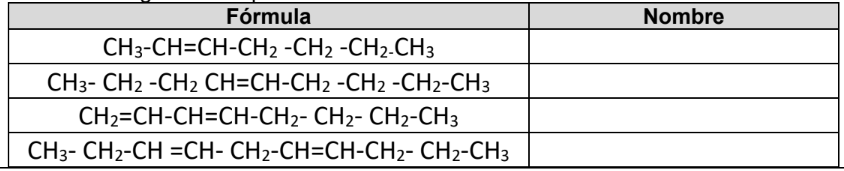 Fórmula Nombre
CH₃-CH=CH-CH₂ -CH₂ -CH₂-CH₃
CH₃- CH₂ -CH₂ CH=CH-CH₂ -CH₂ -CH₂-CH₃
CH₂=CH-CH=CH-CH₂- CH₂- CH₂-CH₃
CH₃- CH₂-CH =CH- CH₂-CH=CH-CH₂- CH₂-CH₃